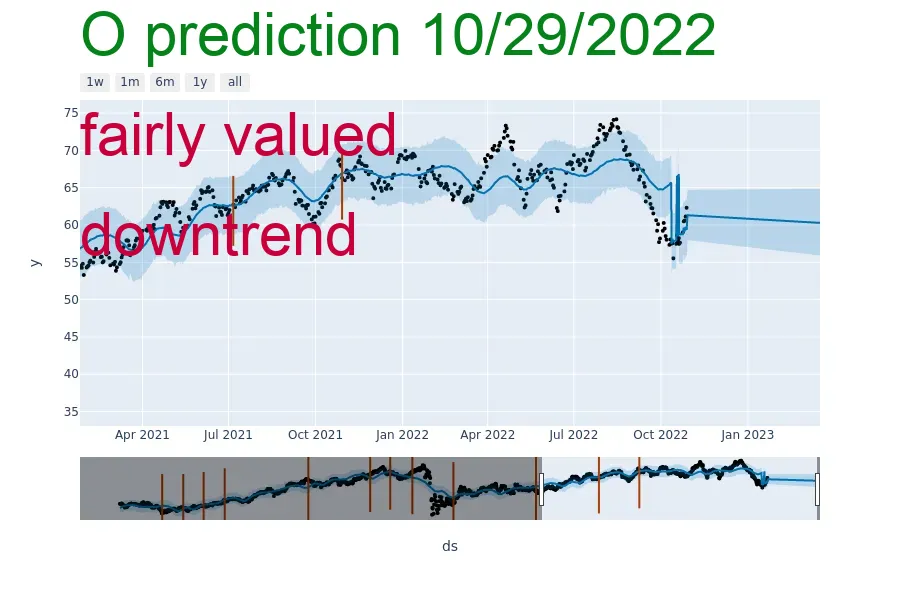 O prediction 10/29/2022
1w 1m 6m 1y all
fairly valued
downtrend
75
70
65
60
55
50
45
40
35
y
Apr 2021 Jul 2021 Oct 2021 Jan 2022 Apr 2022 Jul 2022 Oct 2022 Jan 2023
ds